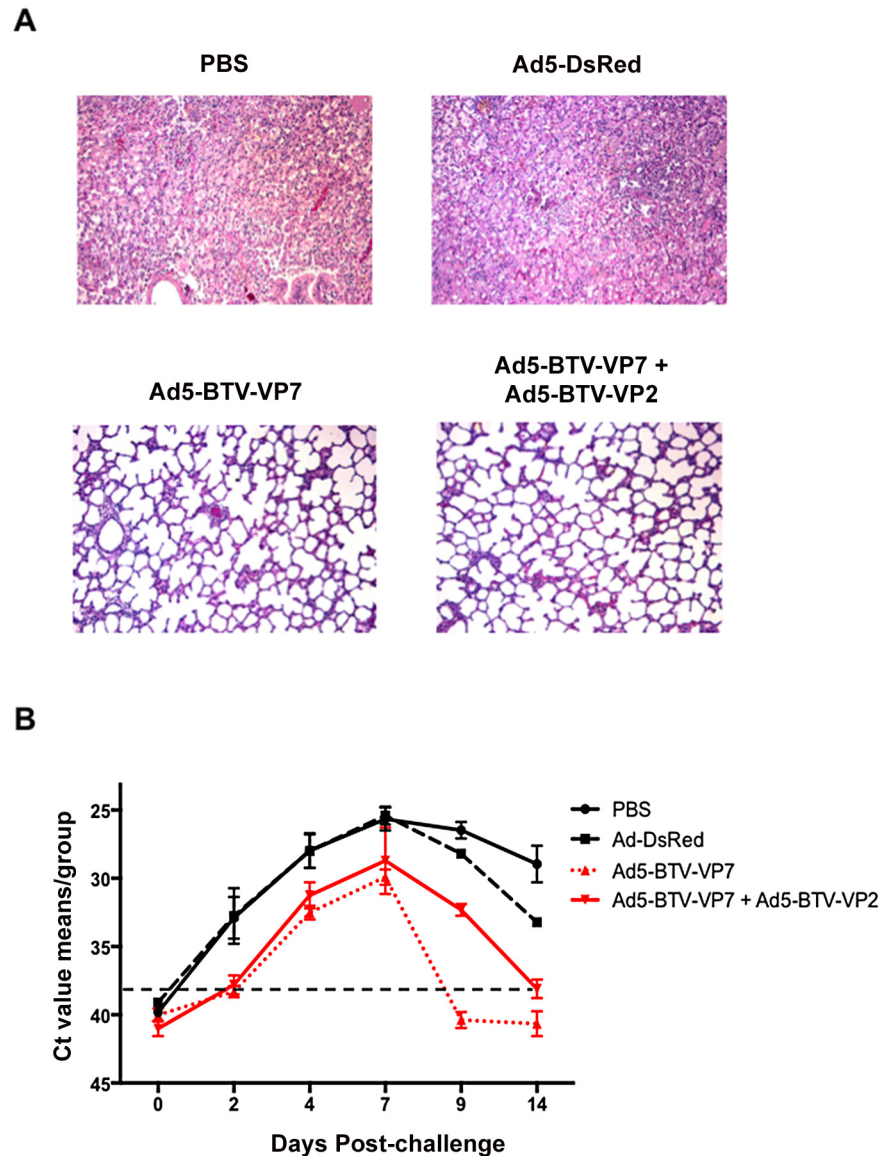 A
PBS
Ad5-DsRed
Ad5-BTV-VP7
Ad5-BTV-VP7 +
Ad5-BTV-VP2
B
Ct value means/group
25
30
35
40
45
0
2
4
7
9
14
Days Post-challenge
PBS
Ad-DsRed
Ad5-BTV-VP7
Ad5-BTV-VP7 + Ad5-BTV-VP2